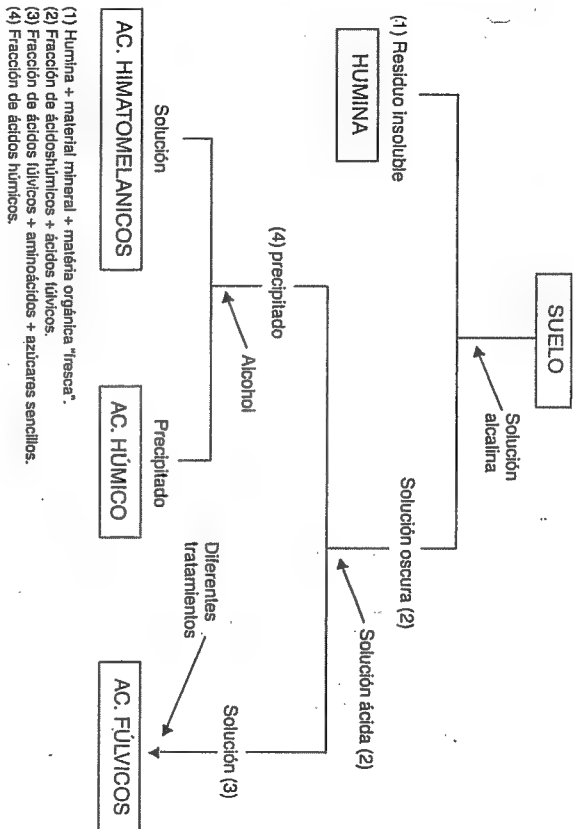 SUELO
Solución
alcalina
(1) Residuo insoluble
HUMINA
Solución oscura (2)
Solución ácida (2)
(4) precipitado
Alcohol
Solución
AC. HIMATOMELANICOS
Precipitado
AC. HÚMICO
Diferentes
tratamientos
Solución (3)
AC. FÚLVICOS
(1) Humina + material mineral + matéria orgánica "fresca".
(2) Fracción de ácidoshúmicos + ácidos fúlvicos.
(3) Fracción de ácidos fúlvicos + aminoácidos + azúcares sencillos.
(4) Fracción de ácidos húmicos.